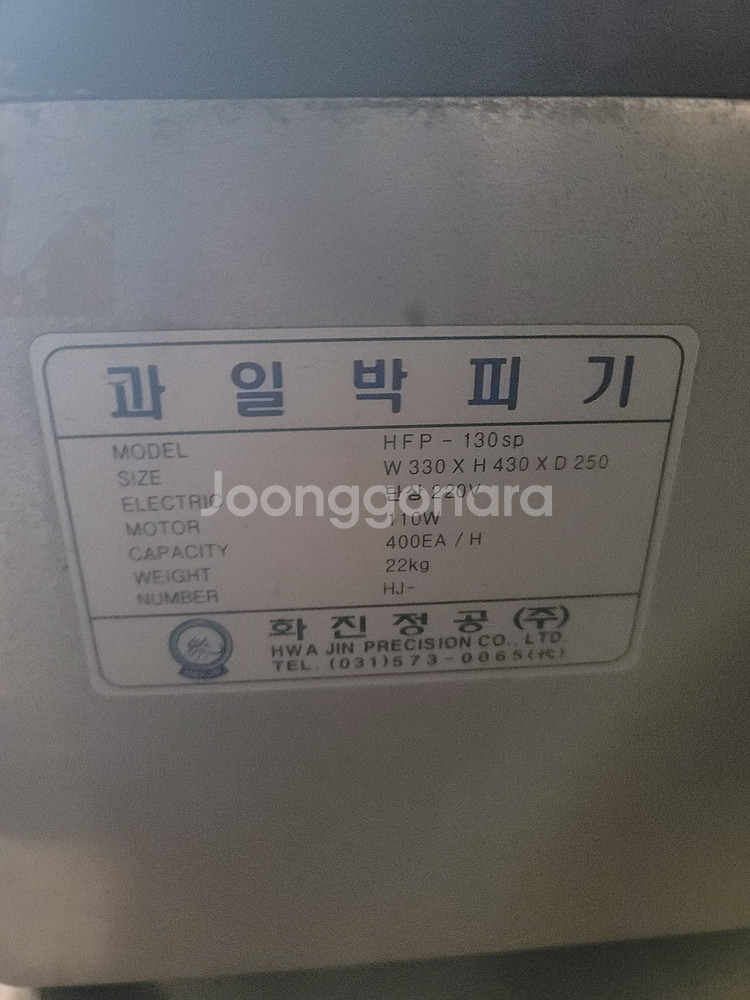 과일박피기
MODEL HFP - 130sp
SIZE W 330 X H 430 X D 250
ELECTRIC 단상 220V
MOTOR 110W
CAPACITY 400EA / H
WEIGHT 22kg
NUMBER HJ-
Joonggonara
화진정공(주)
HWA JIN PRECISION CO., LTD.
TEL. (031)573-0065(代)